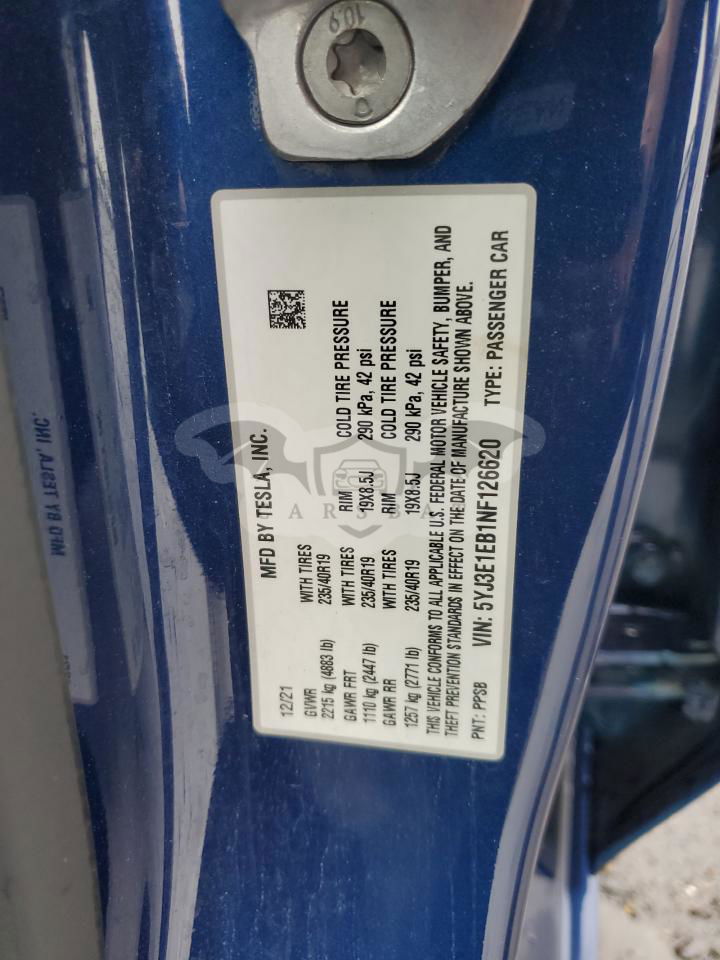 10.9
MFD BY TESLA, INC.
12/21
GVWR WITH TIRES RIM COLD TIRE PRESSURE
2215 kg (4883 lb) 235/40R19 19X8.5J 290 kPa, 42 psi
GAWR FRT WITH TIRES RIM COLD TIRE PRESSURE
1110 kg (2447 lb) 235/40R19 19X8.5J 290 kPa, 42 psi
GAWR RR WITH TIRES RIM COLD TIRE PRESSURE
1257 kg (2771 lb) 235/40R19 19X8.5J 290 kPa, 42 psi
THIS VEHICLE CONFORMS TO ALL APPLICABLE U.S. FEDERAL MOTOR VEHICLE SAFETY, BUMPER, AND
THEFT PREVENTION STANDARDS IN EFFECT ON THE DATE OF MANUFACTURE SHOWN ABOVE.
PNT: PPSB VIN: 5YJ3E1EB1NF126620 TYPE: PASSENGER CAR